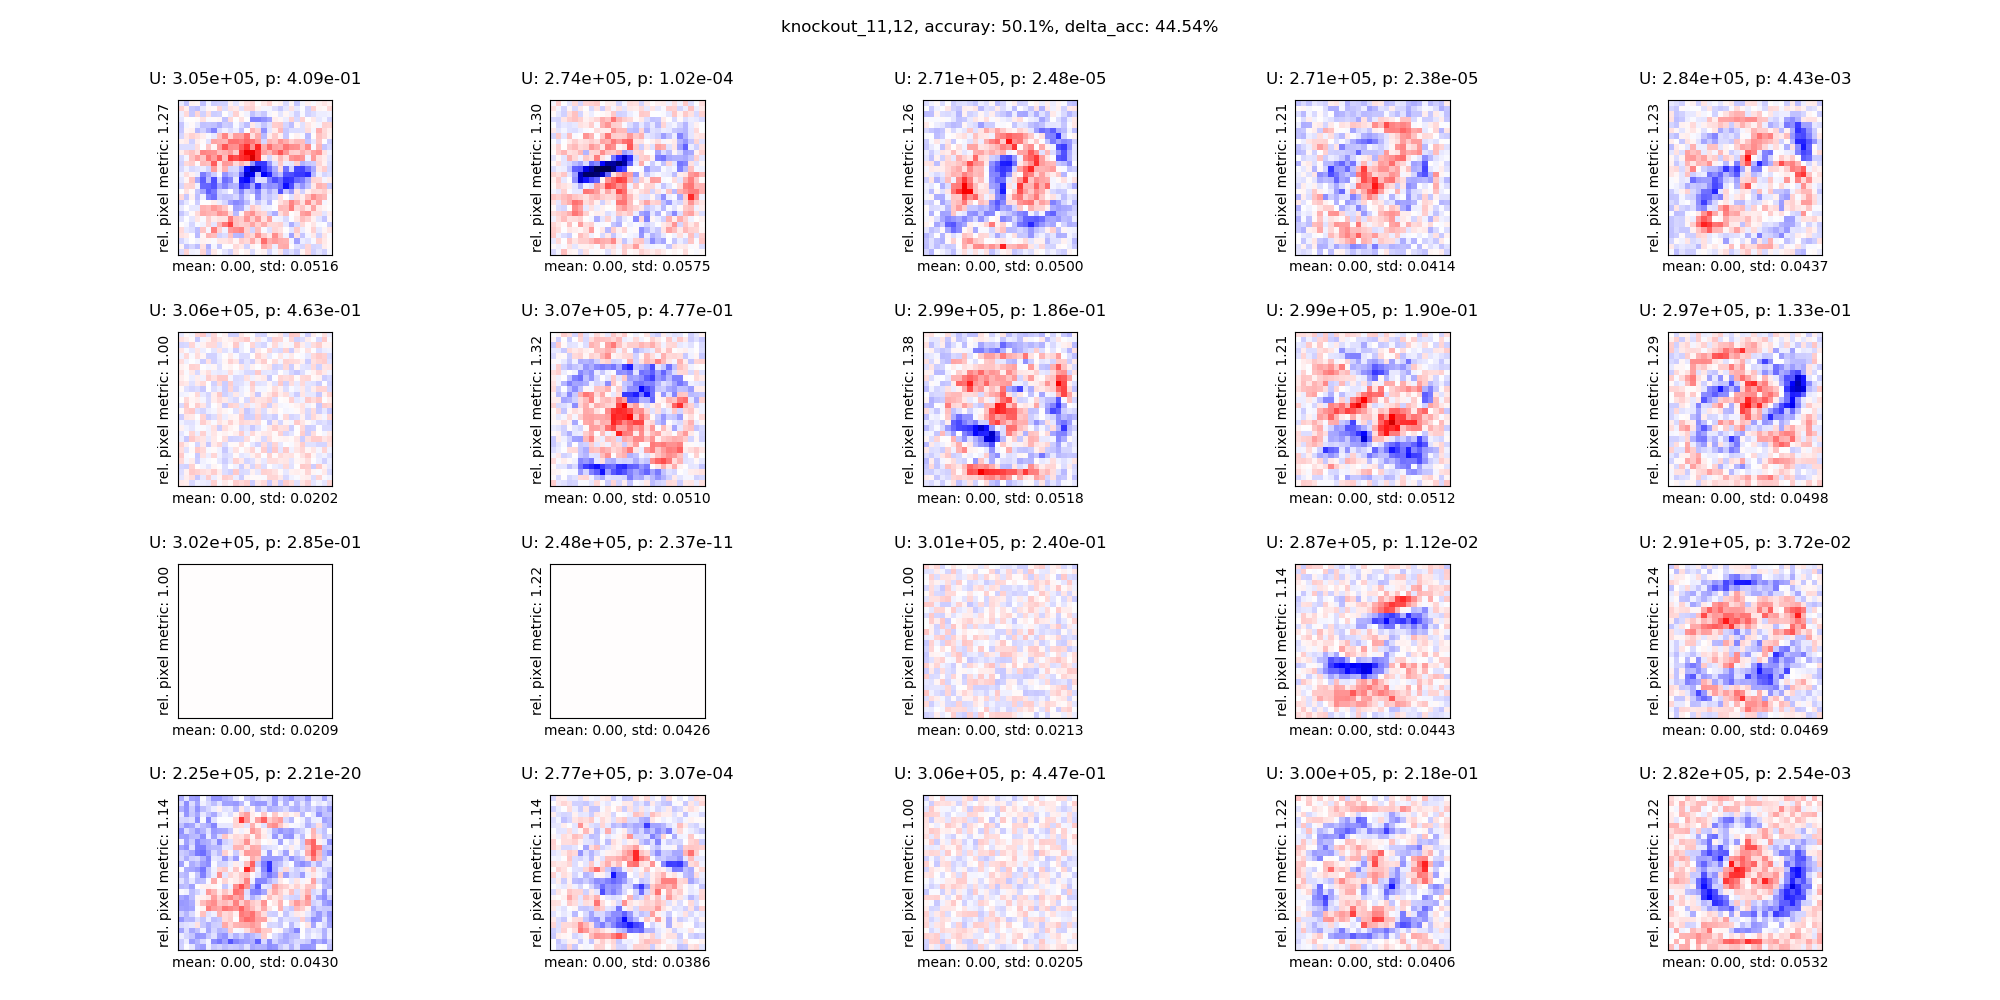 knockout_11,12, accuray: 50.1%, delta_acc: 44.54%
U: 3.05e+05, p: 4.09e-01
rel. pixel metric: 1.27
mean: 0.00, std: 0.0516
U: 2.74e+05, p: 1.02e-04
rel. pixel metric: 1.30
mean: 0.00, std: 0.0575
U: 2.71e+05, p: 2.48e-05
rel. pixel metric: 1.26
mean: 0.00, std: 0.0500
U: 2.71e+05, p: 2.38e-05
rel. pixel metric: 1.21
mean: 0.00, std: 0.0414
U: 2.84e+05, p: 4.43e-03
rel. pixel metric: 1.23
mean: 0.00, std: 0.0437
U: 3.06e+05, p: 4.63e-01
rel. pixel metric: 1.00
mean: 0.00, std: 0.0202
U: 3.07e+05, p: 4.77e-01
rel. pixel metric: 1.32
mean: 0.00, std: 0.0510
U: 2.99e+05, p: 1.86e-01
rel. pixel metric: 1.38
mean: 0.00, std: 0.0518
U: 2.99e+05, p: 1.90e-01
rel. pixel metric: 1.21
mean: 0.00, std: 0.0512
U: 2.97e+05, p: 1.33e-01
rel. pixel metric: 1.29
mean: 0.00, std: 0.0498
U: 3.02e+05, p: 2.85e-01
rel. pixel metric: 1.00
mean: 0.00, std: 0.0209
U: 2.48e+05, p: 2.37e-11
rel. pixel metric: 1.22
mean: 0.00, std: 0.0426
U: 3.01e+05, p: 2.40e-01
rel. pixel metric: 1.00
mean: 0.00, std: 0.0213
U: 2.87e+05, p: 1.12e-02
rel. pixel metric: 1.14
mean: 0.00, std: 0.0443
U: 2.91e+05, p: 3.72e-02
rel. pixel metric: 1.24
mean: 0.00, std: 0.0469
U: 2.25e+05, p: 2.21e-20
rel. pixel metric: 1.14
mean: 0.00, std: 0.0430
U: 2.77e+05, p: 3.07e-04
rel. pixel metric: 1.14
mean: 0.00, std: 0.0386
U: 3.06e+05, p: 4.47e-01
rel. pixel metric: 1.00
mean: 0.00, std: 0.0205
U: 3.00e+05, p: 2.18e-01
rel. pixel metric: 1.22
mean: 0.00, std: 0.0406
U: 2.82e+05, p: 2.54e-03
rel. pixel metric: 1.22
mean: 0.00, std: 0.0532